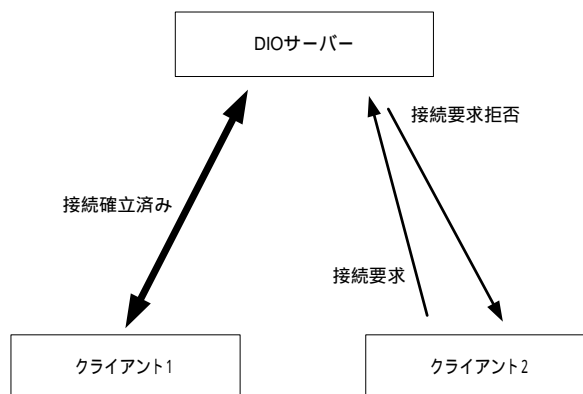 DIOサーバー
接続要求拒否
接続確立済み
接続要求
クライアント1
クライアント2